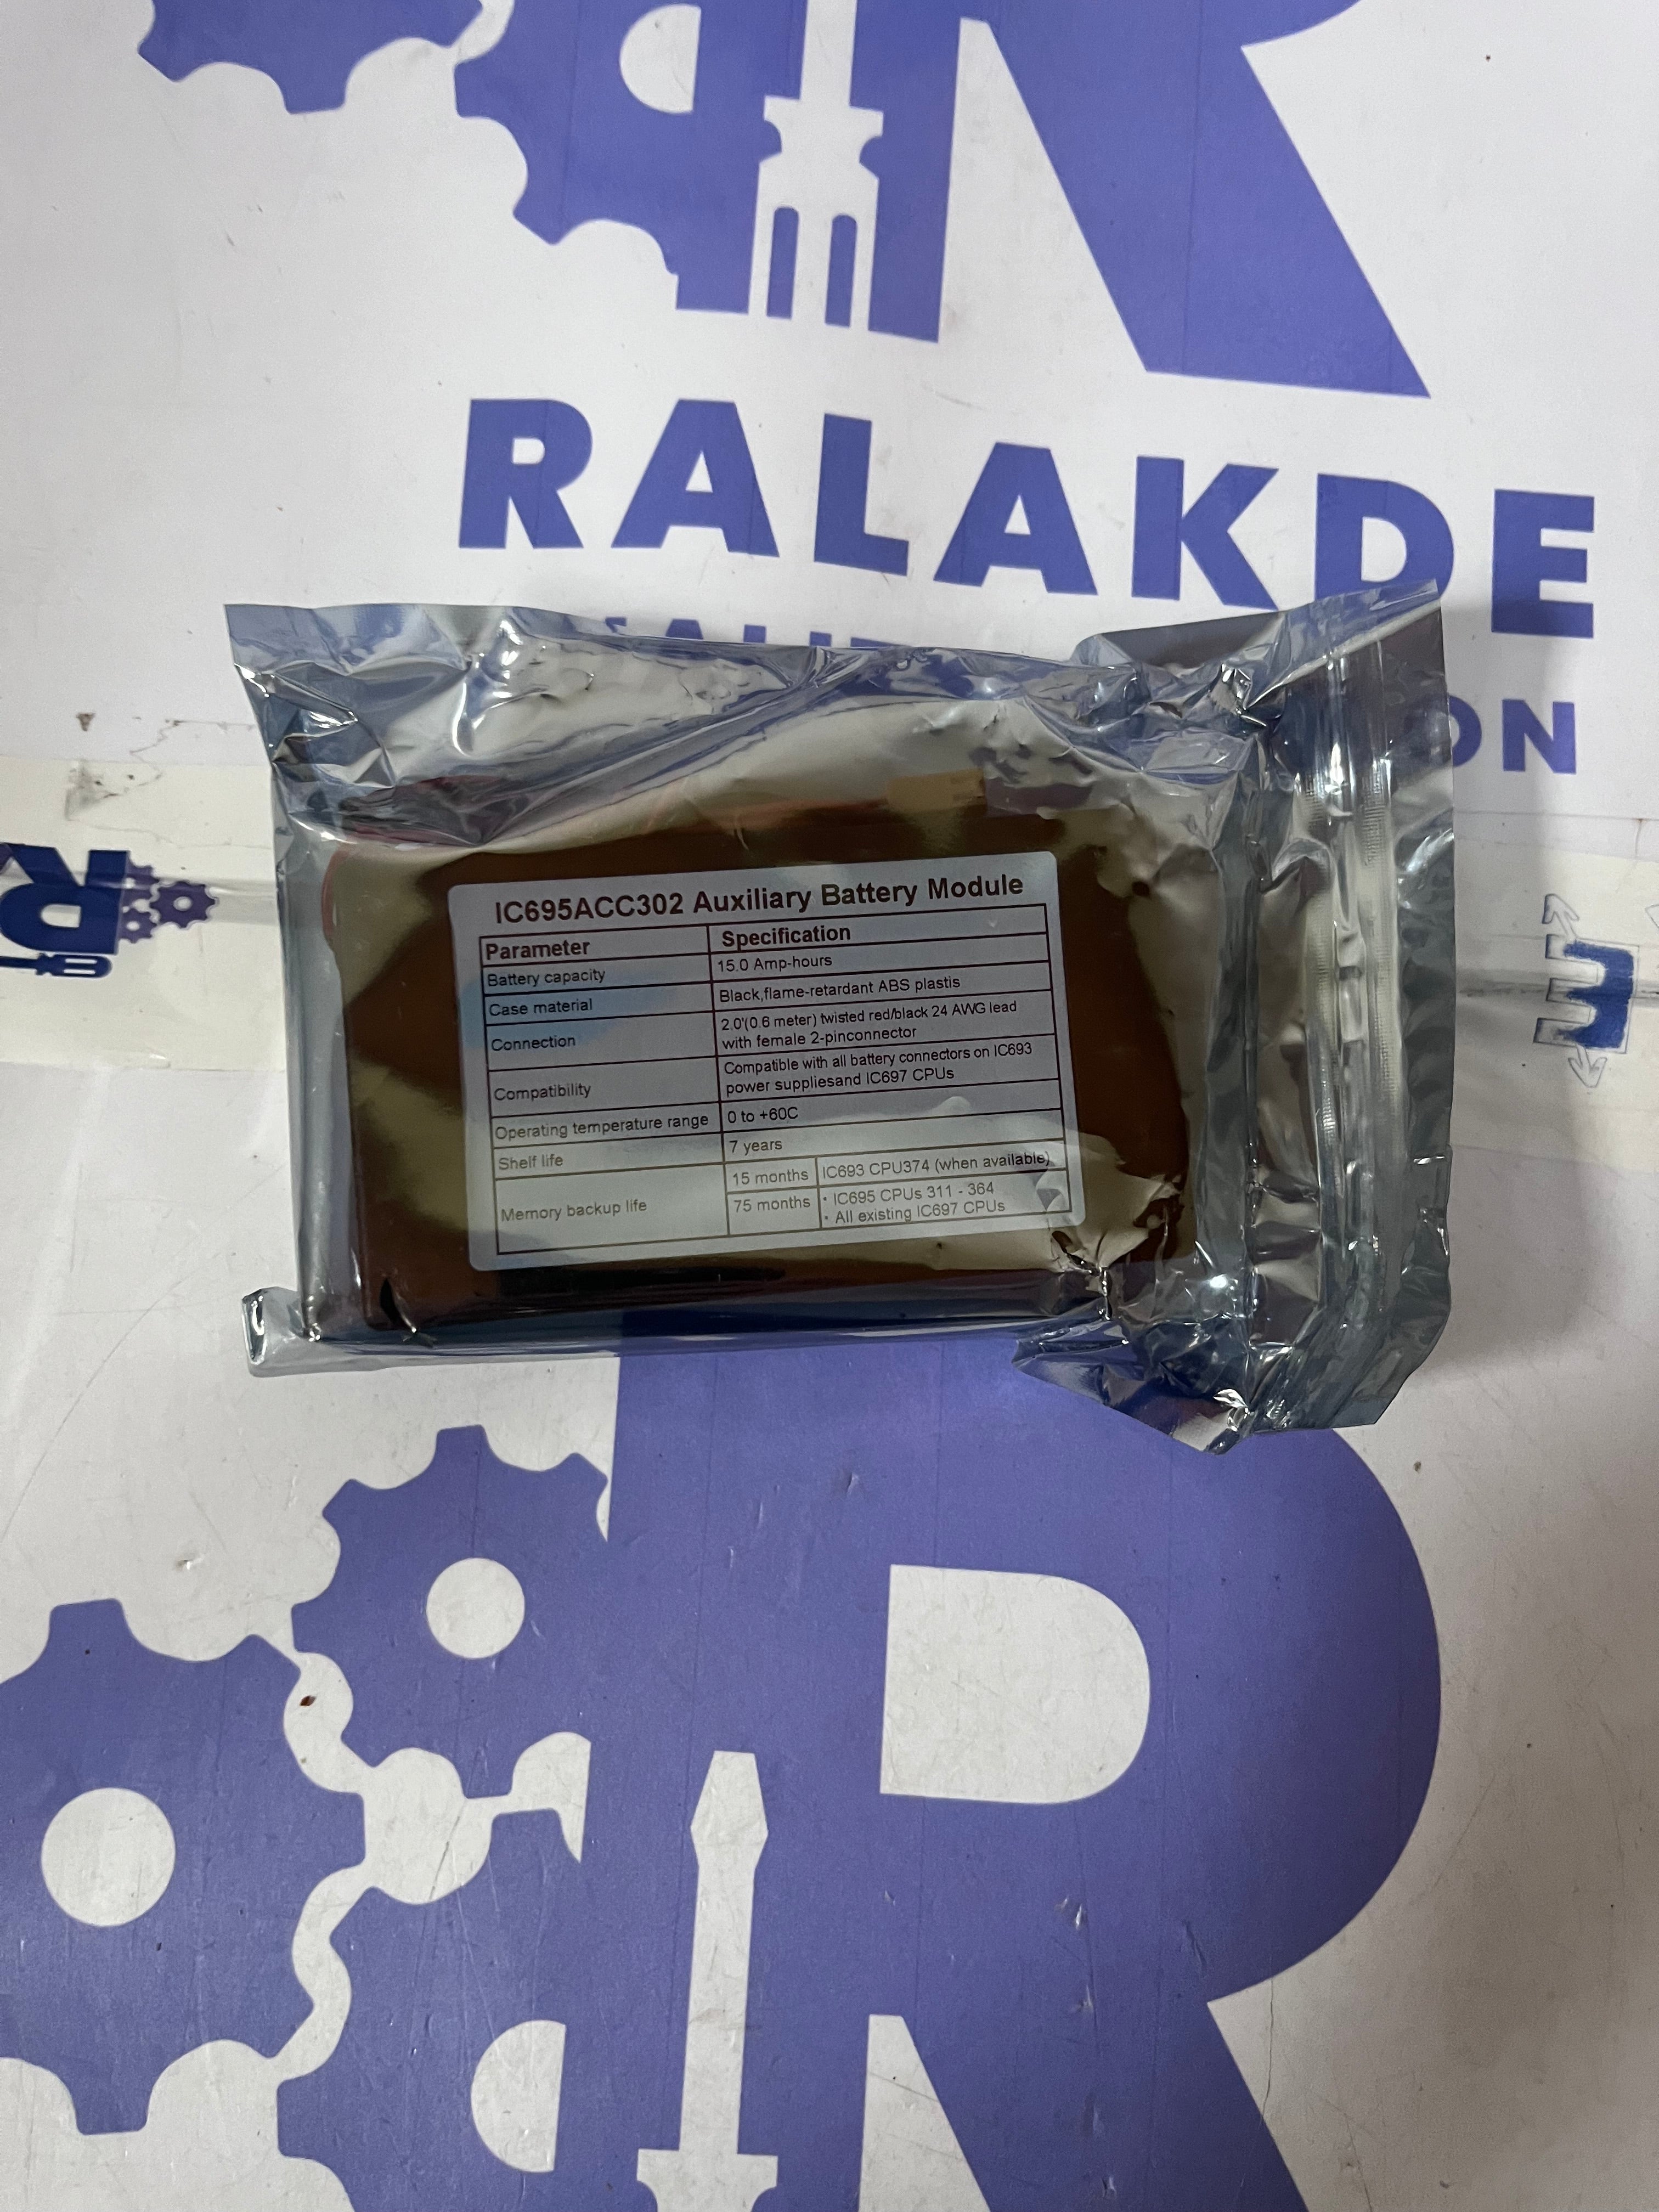 RALAKDE
ON
IC695ACC302 Auxiliary Battery Module
Parameter Specification
Battery capacity 15.0 Amp-hours
Case material Black,flame-retardant ABS plastis
Connection 2.0'(0.6 meter) twisted red/black 24 AWG lead
with female 2-pinconnector
Compatibility Compatible with all battery connectors on IC693
power suppliesand IC697 CPUs
Operating temperature range 0 to +60C
Shelf life 7 years
Memory backup life 15 months IC693 CPU374 (when available)
75 months • IC695 CPUs 311 - 364
• All existing IC697 CPUs